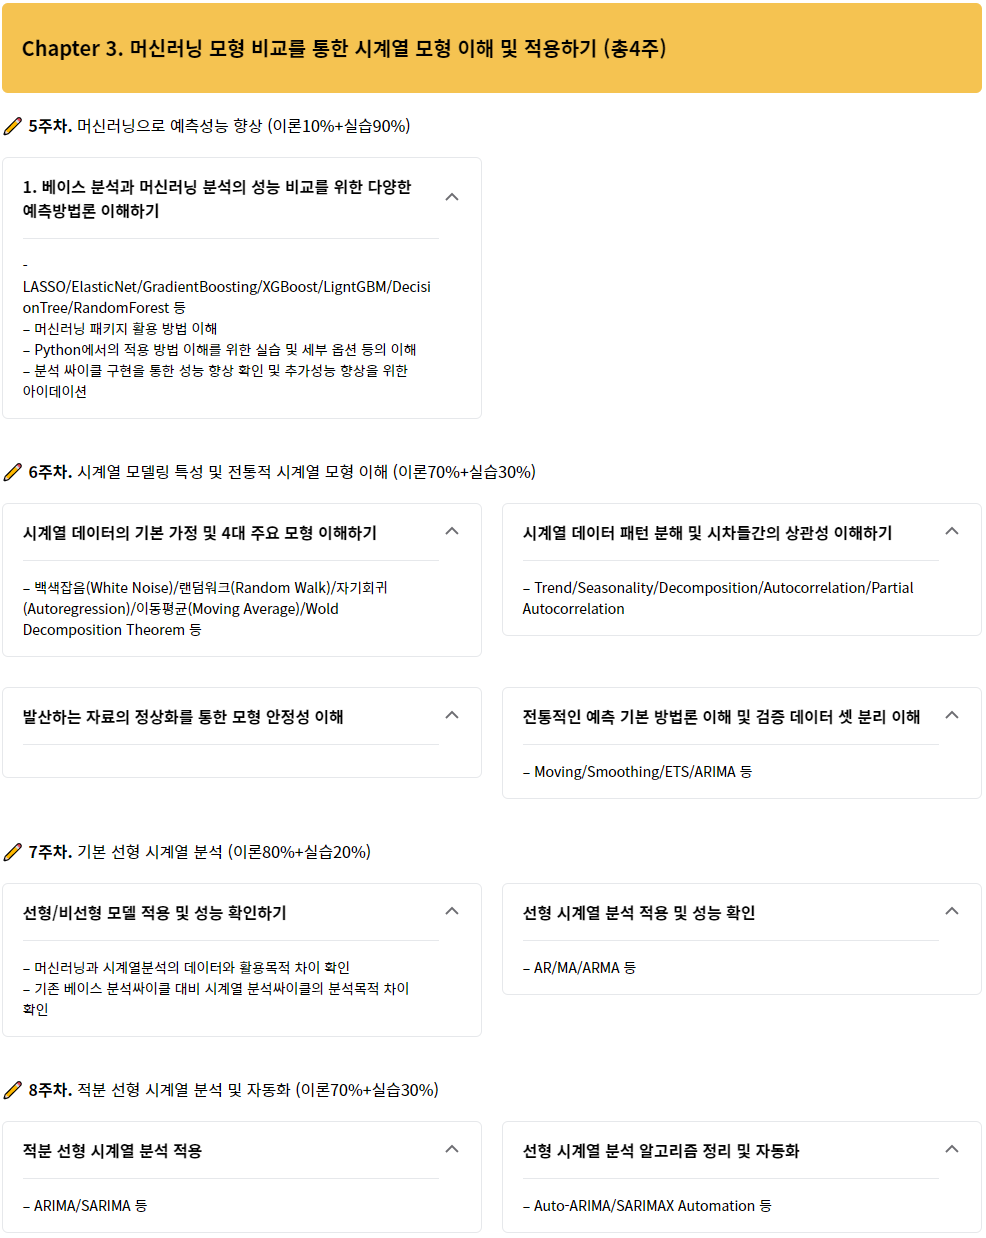 Chapter 3. 머신러닝 모형 비교를 통한 시계열 모형 이해 및 적용하기 (총4주)
5주차. 머신러닝으로 예측성능 향상 (이론10%+실습90%)
1. 베이스 분석과 머신러닝 분석의 성능 비교를 위한 다양한
예측방법론 이해하기
-
LASSO/ElasticNet/GradientBoosting/XGBoost/LigntGBM/Decisi
onTree/RandomForest 등
– 머신러닝 패키지 활용 방법 이해
– Python에서의 적용 방법 이해를 위한 실습 및 세부 옵션 등의 이해
– 분석 싸이클 구현을 통한 성능 향상 확인 및 추가성능 향상을 위한
아이데이션
6주차. 시계열 모델링 특성 및 전통적 시계열 모형 이해 (이론70%+실습30%)
시계열 데이터의 기본 가정 및 4대 주요 모형 이해하기
– 백색잡음(White Noise)/랜덤워크(Random Walk)/자기회귀
(Autoregression)/이동평균(Moving Average)/Wold
Decomposition Theorem 등
시계열 데이터 패턴 분해 및 시차들간의 상관성 이해하기
– Trend/Seasonality/Decomposition/Autocorrelation/Partial
Autocorrelation
발산하는 자료의 정상화를 통한 모형 안정성 이해
전통적인 예측 기본 방법론 이해 및 검증 데이터 셋 분리 이해
– Moving/Smoothing/ETS/ARIMA 등
7주차. 기본 선형 시계열 분석 (이론80%+실습20%)
선형/비선형 모델 적용 및 성능 확인하기
– 머신러닝과 시계열분석의 데이터와 활용목적 차이 확인
– 기존 베이스 분석싸이클 대비 시계열 분석싸이클의 분석목적 차이
확인
선형 시계열 분석 적용 및 성능 확인
– AR/MA/ARMA 등
8주차. 적분 선형 시계열 분석 및 자동화 (이론70%+실습30%)
적분 선형 시계열 분석 적용
– ARIMA/SARIMA 등
선형 시계열 분석 알고리즘 정리 및 자동화
– Auto-ARIMA/SARIMAX Automation 등